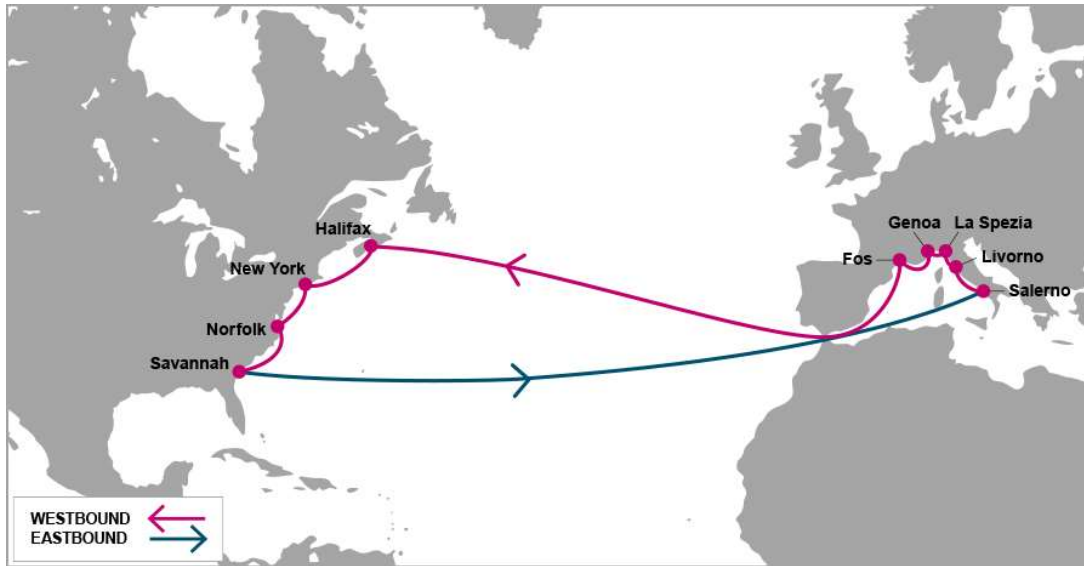 Genoa
La Spezia
Halifax
Fos
Livorno
New York
Salerno
Norfolk
Savannah
WESTBOUND
EASTBOUND